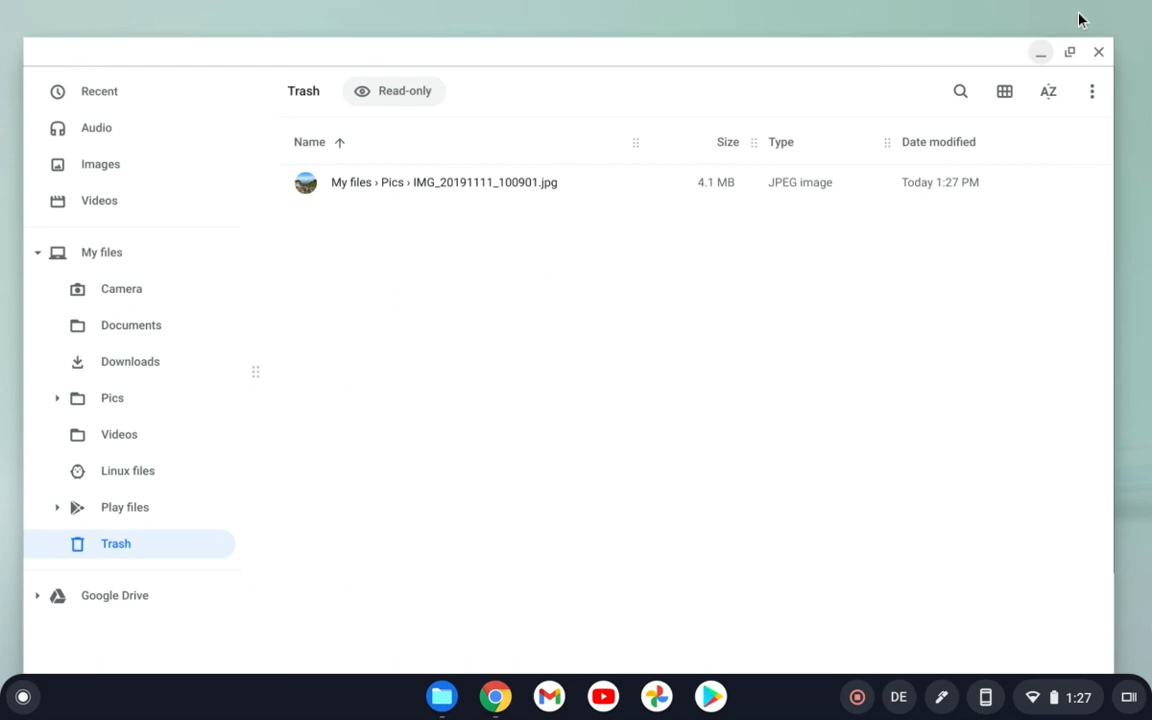 Recent
Audio
Images
Videos
My files
Camera
Documents
Downloads
Pics
Videos
Linux files
Play files
Trash
Google Drive
Trash Read-only AZ
Name Size Type Date modified
My files › Pics › IMG_20191111_100901.jpg 4.1 MB JPEG image Today 1:27 PM
DE 1:27